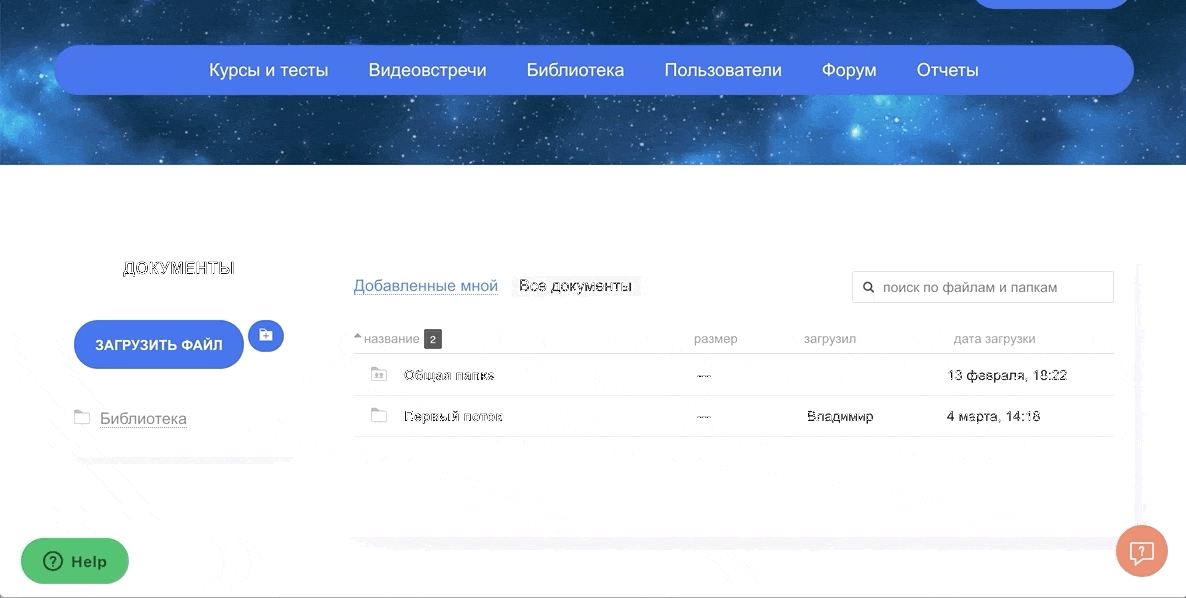 Курсы и тесты Видеовстречи Библиотека Пользователи Форум Отчеты
ДОКУМЕНТЫ
ЗАГРУЗИТЬ ФАЙЛ
Библиотека
Добавленные мной Все документы поиск по файлам и папкам
название 2 размер загрузил дата загрузки
Общая папка --- 13 февраля, 18:22
Первый поток --- Владимир 4 марта, 14:18
? Help
?